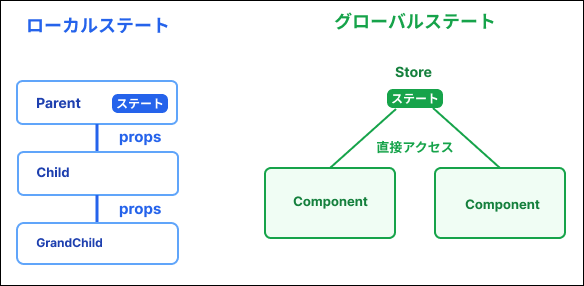 ローカルステート
Parent
ステート
props
Child
props
GrandChild
グローバルステート
Store
ステート
直接アクセス
Component
Component